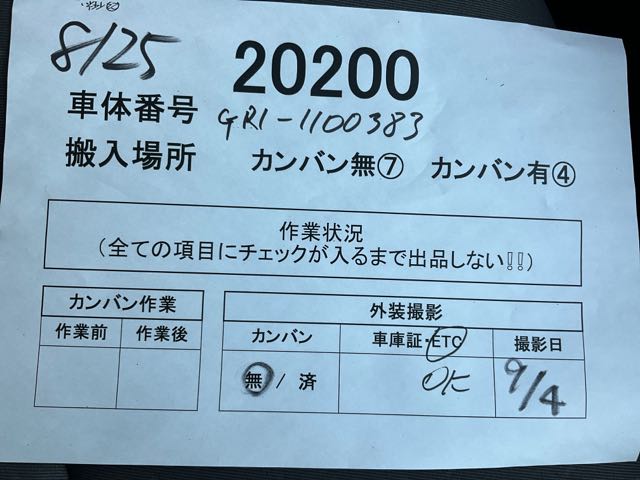 8/25
20200
車体番号 GR1-1100383
搬入場所 カンバン無⑦ カンバン有④
作業状況
(全ての項目にチェックが入るまで出品しない!!)
カンバン作業
作業前 作業後
外装撮影
カンバン 車庫証・ETC 撮影日
無 / 済 OK 9/4